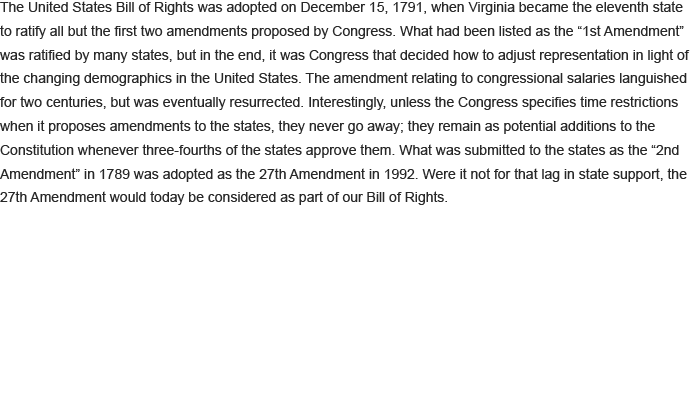 The United States Bill of Rights was adopted on December 15, 1791, when Virginia became the eleventh state
to ratify all but the first two amendments proposed by Congress. What had been listed as the “1st Amendment”
was ratified by many states, but in the end, it was Congress that decided how to adjust representation in light of
the changing demographics in the United States. The amendment relating to congressional salaries languished
for two centuries, but was eventually resurrected. Interestingly, unless the Congress specifies time restrictions
when it proposes amendments to the states, they never go away; they remain as potential additions to the
Constitution whenever three-fourths of the states approve them. What was submitted to the states as the “2nd
Amendment” in 1789 was adopted as the 27th Amendment in 1992. Were it not for that lag in state support, the
27th Amendment would today be considered as part of our Bill of Rights.